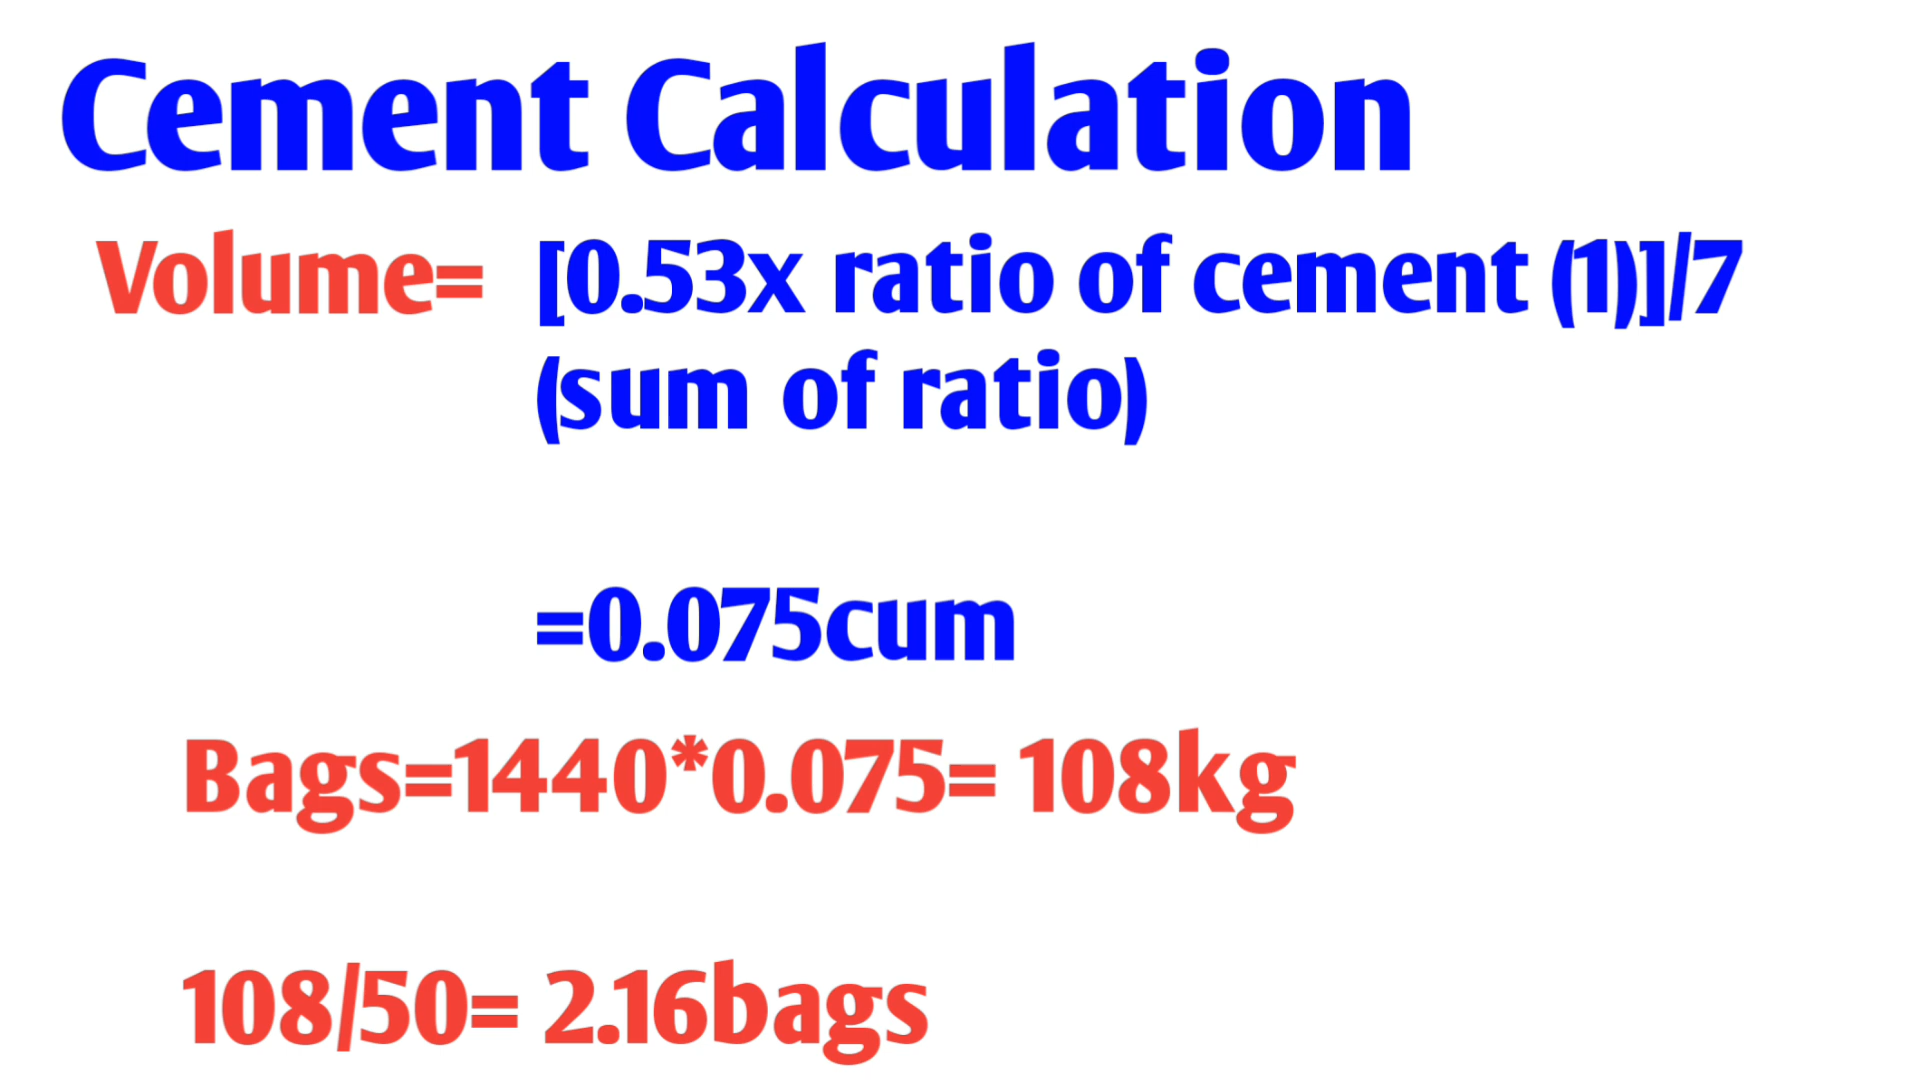 Cement Calculation
Volume= [0.53x ratio of cement (1)]/7
(sum of ratio)
=0.075cum
Bags=1440*0.075= 108kg
108/50= 2.16bags